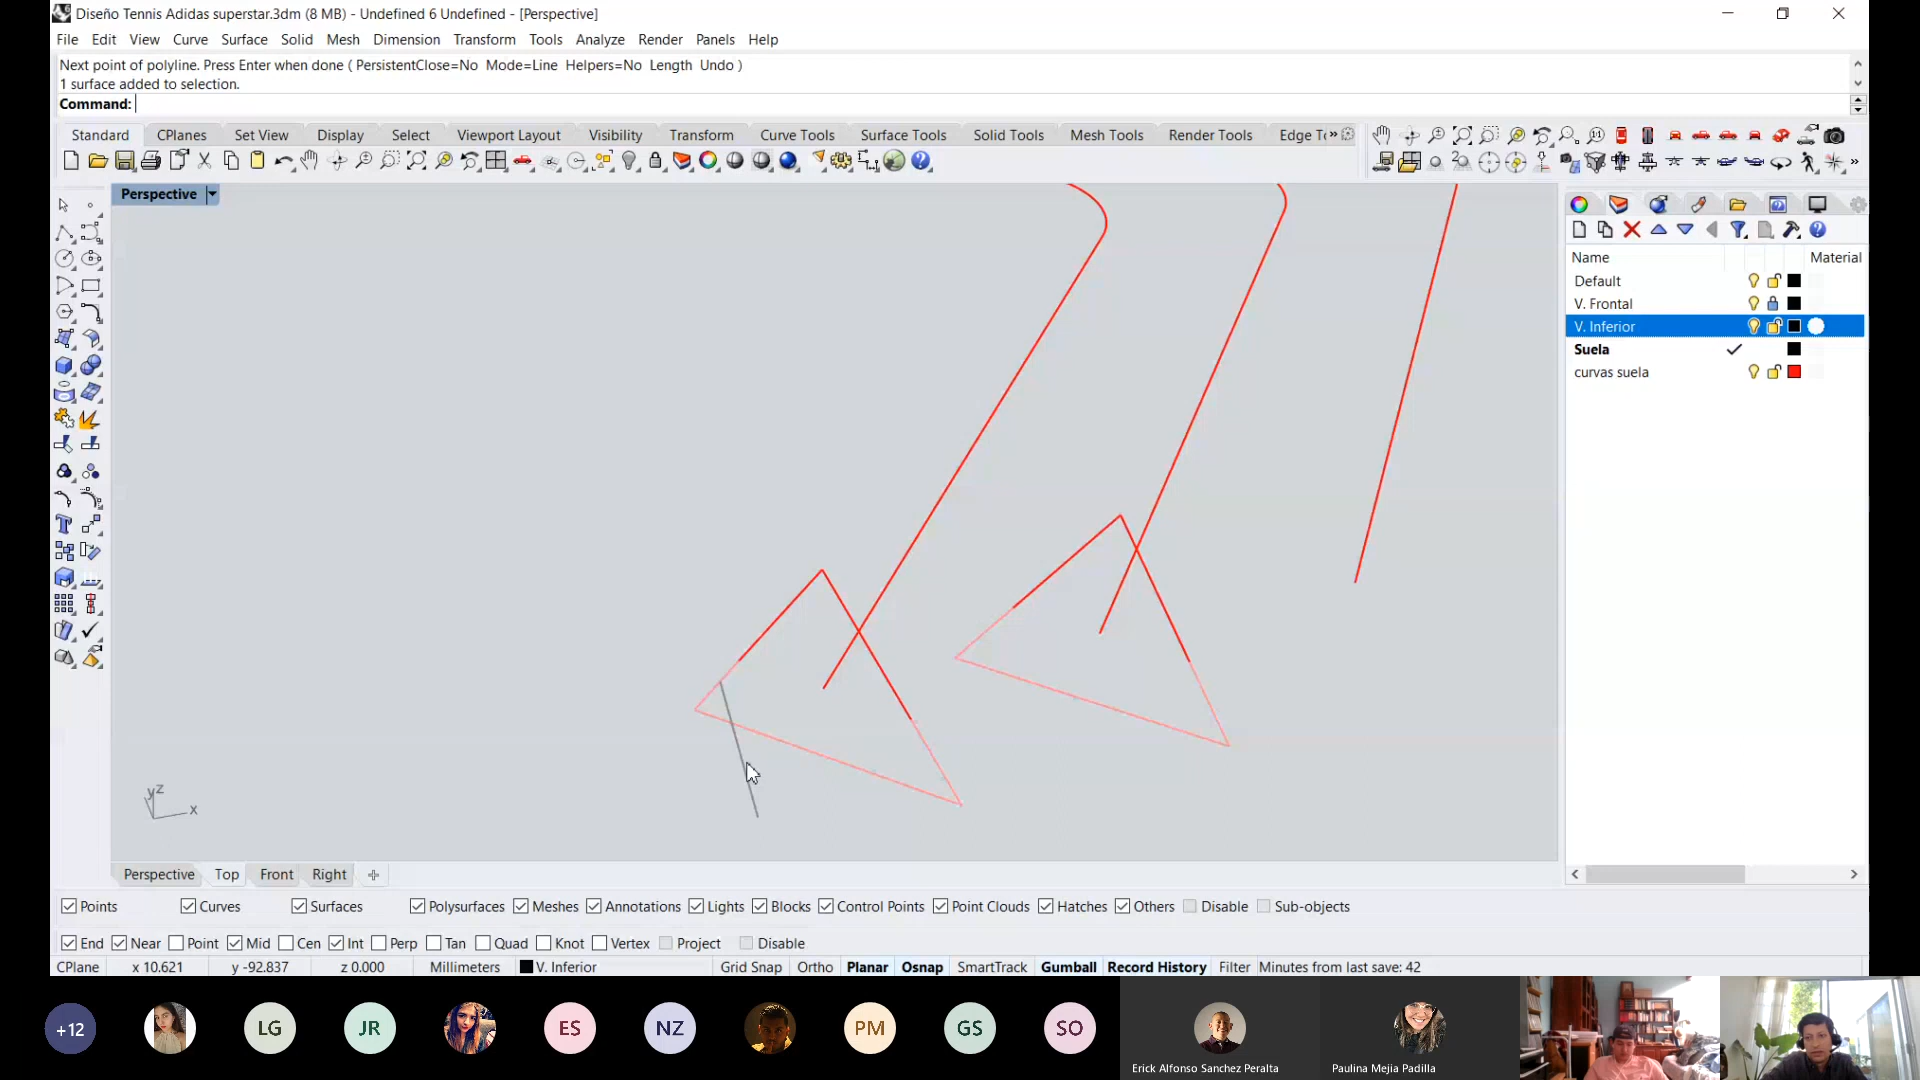 Diseño Tennis Adidas superstar.3dm (8 MB) - Undefined 6 Undefined - [Perspective]
File Edit View Curve Surface Solid Mesh Dimension Transform Tools Analyze Render Panels Help
Next point of polyline. Press Enter when done ( PersistentClose=No Mode=Line Helpers=No Length Undo )
1 surface added to selection.
Command:
Standard CPlanes Set View Display Select Viewport Layout Visibility Transform Curve Tools Surface Tools Solid Tools Mesh Tools Render Tools Edge To
Perspective
Name Material
Default
V. Frontal
V. Inferior
Suela
curvas suela
z
y
x
Perspective Top Front Right
Points Curves Surfaces Polysurfaces Meshes Annotations Lights Blocks Control Points Point Clouds Hatches Others Disable Sub-objects
End Near Point Mid Cen Int Perp Tan Quad Knot Vertex Project Disable
CPlane x 10.621 y -92.837 z 0.000 Millimeters V. Inferior Grid Snap Ortho Planar Osnap SmartTrack Gumball Record History Filter Minutes from last save: 42
+12 LG JR ES NZ PM GS SO
Erick Alfonso Sanchez Peralta Paulina Mejia Padilla